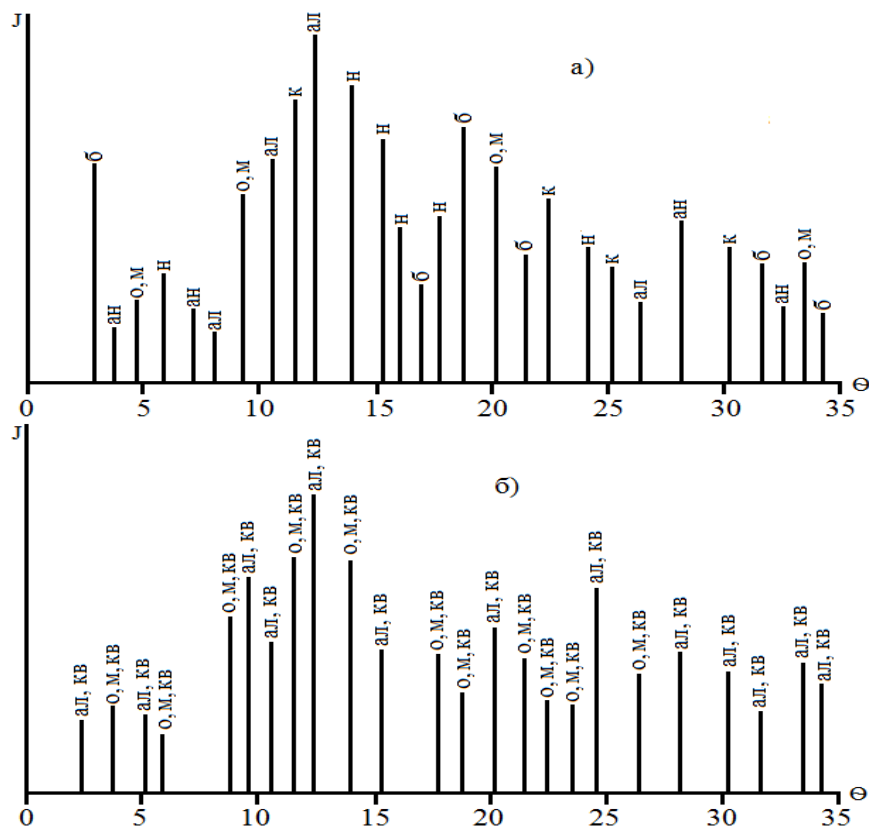 J
а)
б
ан
о, м
н
ан
ал
о, м
ал
к
ал
н
н
н
б
н
б
о, м
б
к
н
к
ал
ан
к
б
ан
о, м
б
0 5 10 15 20 25 30 35 Θ
J
б)
ал, кв
о, м, кв
ал, кв
о, м, кв
о, м, кв
ал, кв
ал, кв
о, м, кв
ал, кв
о, м, кв
ал, кв
о, м, кв
о, м, кв
ал, кв
о, м, кв
о, м, кв
о, м, кв
ал, кв
о, м, кв
ал, кв
ал, кв
ал, кв
ал, кв
ал, кв
0 5 10 15 20 25 30 35 Θ